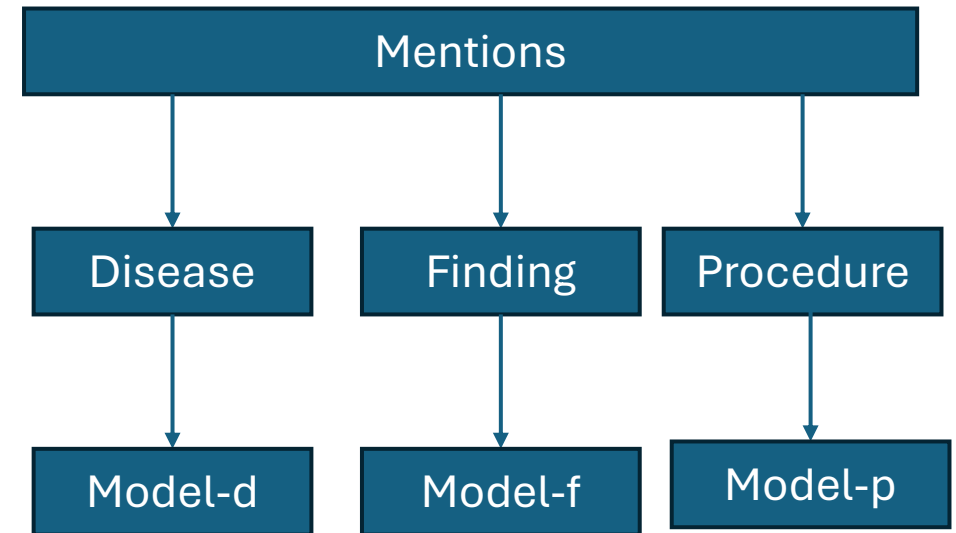 Mentions
Disease
Finding
Procedure
Model-d
Model-f
Model-p